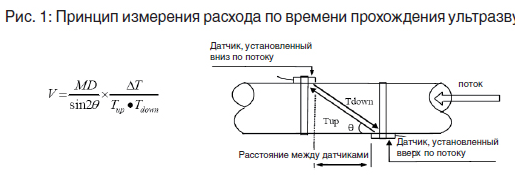 Рис. 1: Принцип измерения расхода по времени прохождения ультразву
Датчик, установленный
вниз по потоку
V = MD / sin2θ × ΔT / Tup • Tdown
поток
Tdown
Tup
θ
Расстояние между датчиками
Датчик, установленный
вверх по потоку